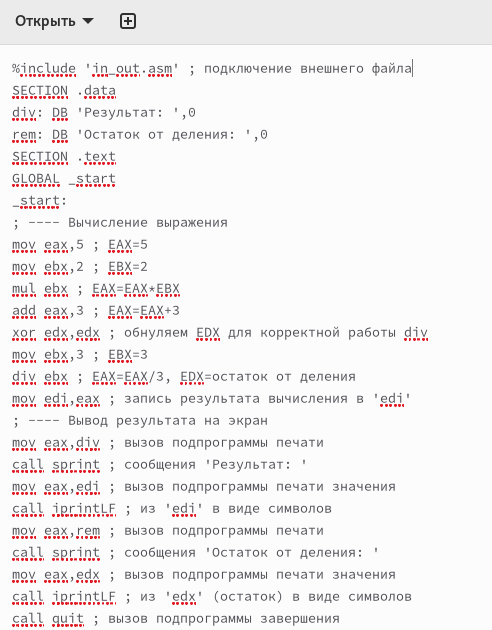 Открыть
%include 'in_out.asm' ; подключение внешнего файла
SECTION .data
div: DB 'Результат: ',0
rem: DB 'Остаток от деления: ',0
SECTION .text
GLOBAL _start
_start:
; ---- Вычисление выражения
mov eax,5 ; EAX=5
mov ebx,2 ; EBX=2
mul ebx ; EAX=EAX*EBX
add eax,3 ; EAX=EAX+3
xor edx,edx ; обнуляем EDX для корректной работы div
mov ebx,3 ; EBX=3
div ebx ; EAX=EAX/3, EDX=остаток от деления
mov edi,eax ; запись результата вычисления в 'edi'
; ---- Вывод результата на экран
mov eax,div ; вызов подпрограммы печати
call sprint ; сообщения 'Результат: '
mov eax,edi ; вызов подпрограммы печати значения
call iprintLF ; из 'edi' в виде символов
mov eax,rem ; вызов подпрограммы печати
call sprint ; сообщения 'Остаток от деления: '
mov eax,edx ; вызов подпрограммы печати значения
call iprintLF ; из 'edx' (остаток) в виде символов
call quit ; вызов подпрограммы завершения